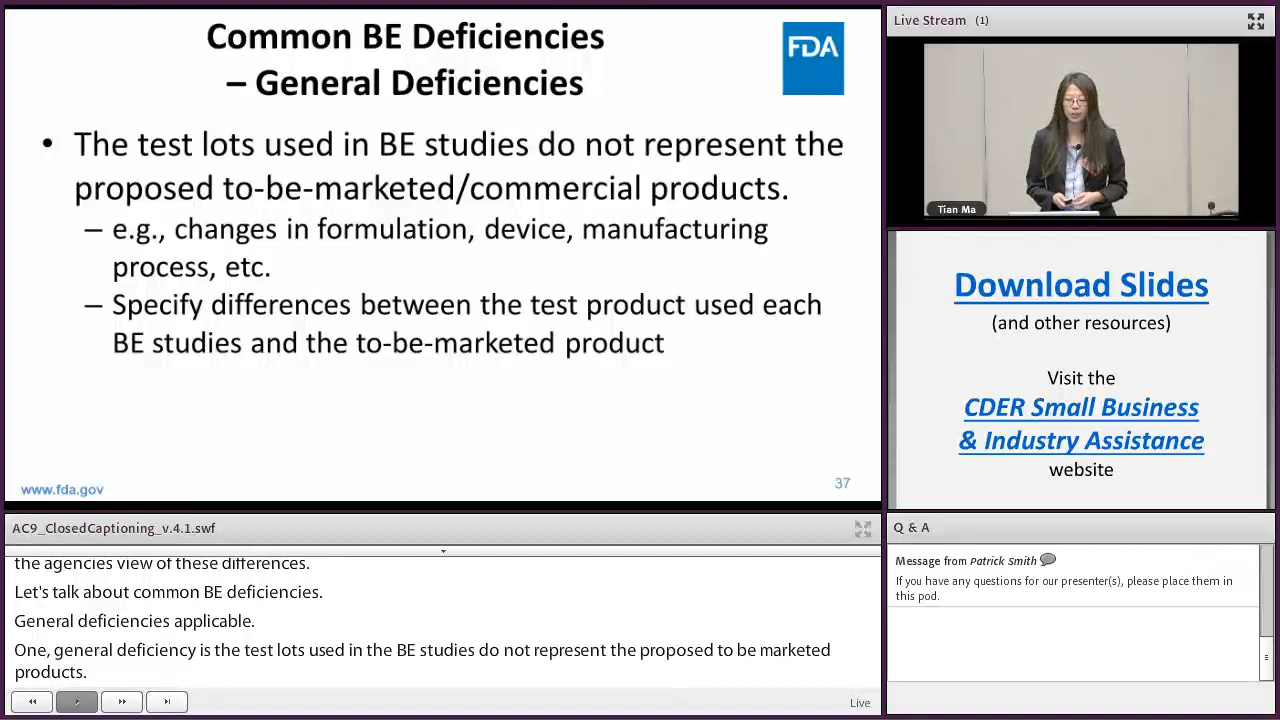 Common BE Deficiencies
– General Deficiencies
FDA
• The test lots used in BE studies do not represent the
proposed to-be-marketed/commercial products.
– e.g., changes in formulation, device, manufacturing
process, etc.
– Specify differences between the test product used each
BE studies and the to-be-marketed product
www.fda.gov
37
Live Stream (1)
Tian Ma
Download Slides
(and other resources)
Visit the
CDER Small Business
& Industry Assistance
website
AC9_ClosedCaptioning_v.4.1.swf
the agencies view of these differences.
Let's talk about common BE deficiencies.
General deficiencies applicable.
One, general deficiency is the test lots used in the BE studies do not represent the proposed to be marketed
products.
Live
Q & A
Message from Patrick Smith
If you have any questions for our presenter(s), please place them in
this pod.